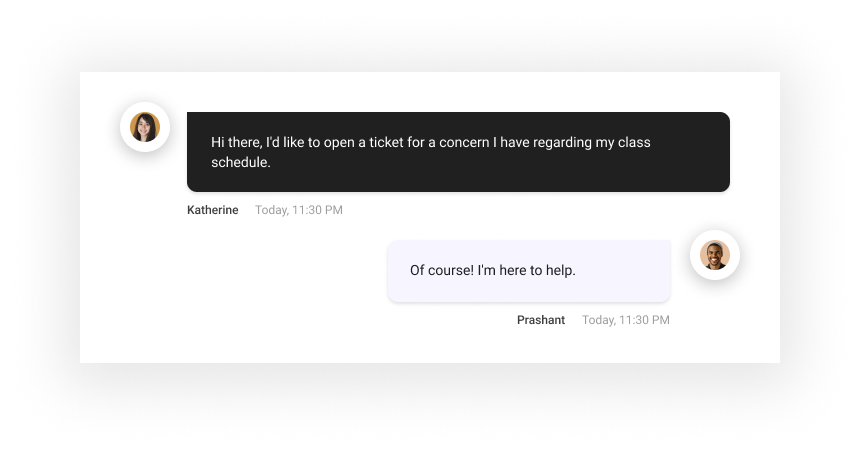 Hi there, I'd like to open a ticket for a concern I have regarding my class
schedule.
Katherine Today, 11:30 PM
Of course! I'm here to help.
Prashant Today, 11:30 PM